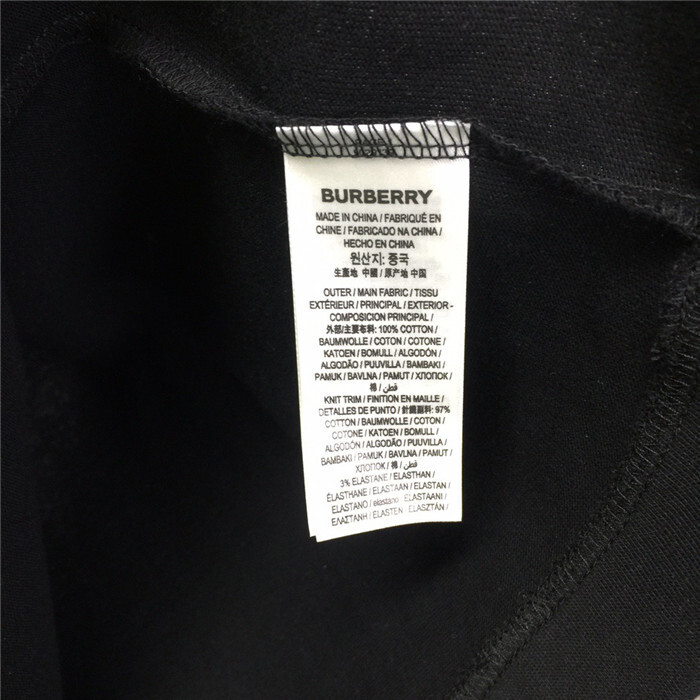 BURBERRY
MADE IN CHINA / FABRIQUÉ EN
CHINE / FABRICADO NA CHINA /
HECHO EN CHINA
원산지: 중국
生產地 中國 / 原产地 中国
OUTER / MAIN FABRIC / TISSU
EXTÉRIEUR / PRINCIPAL / EXTERIOR -
COMPOSICION PRINCIPAL /
外部/主要布料: 100% COTTON /
BAUMWOLLE / COTON / COTONE /
KATOEN / BOMULL / ALGODÓN /
ALGODÃO / PUUVILLA / BAMBAKI /
PAMUK / BAVLNA / PAMUT / ХЛОПОК /
棉 / قطن /
KNIT TRIM / FINITION EN MAILLE /
DETALLES DE PUNTO / 針織副料: 97%
COTTON / BAUMWOLLE / COTON /
COTONE / KATOEN / BOMULL /
ALGODÓN / ALGODÃO / PUUVILLA /
BAMBAKI / PAMUK / BAVLNA / PAMUT /
ХЛОПОК / 棉 / قطن
3% ELASTANE / ELASTHAN /
ÉLASTHANE / ELASTAAN / ELASTAN /
ELASTANO / elastano / ELASTAANI /
ΕΛΑΣΤΑΝΗ / ELASTEN / ELASZTÁN /